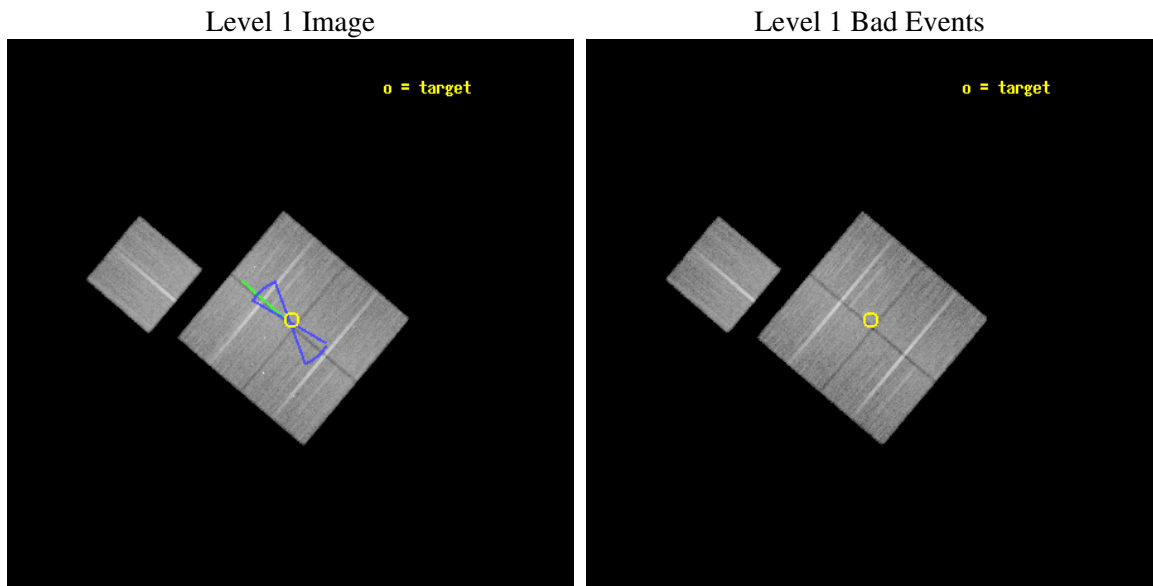 Level 1 Image
Level 1 Bad Events
o = target
o = target